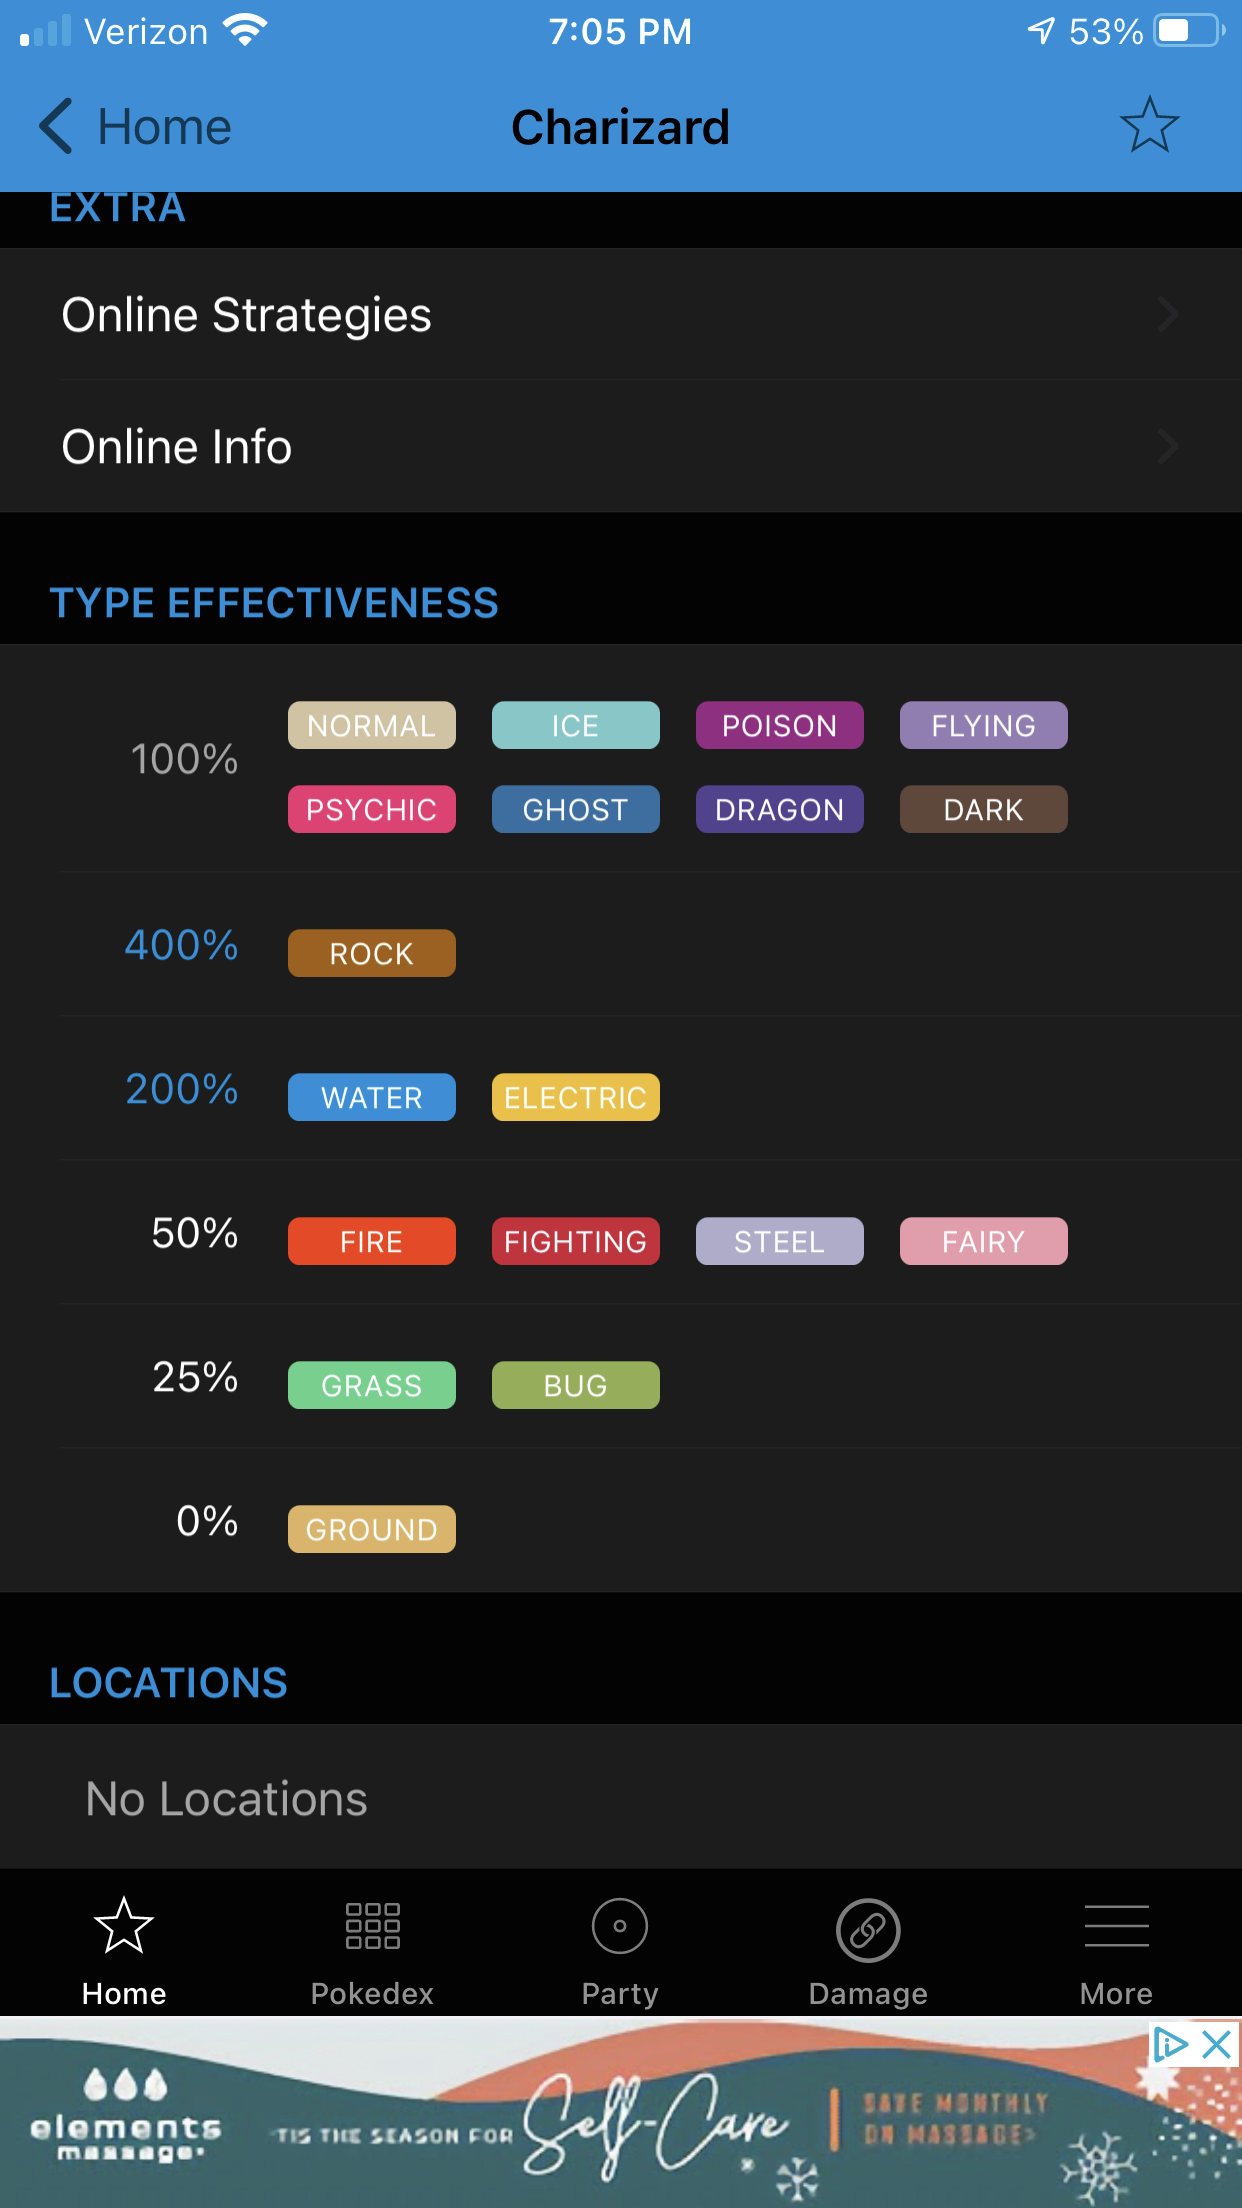 Verizon 7:05 PM 53%
Home Charizard
EXTRA
Online Strategies
Online Info
TYPE EFFECTIVENESS
100% NORMAL ICE POISON FLYING
PSYCHIC GHOST DRAGON DARK
400% ROCK
200% WATER ELECTRIC
50% FIRE FIGHTING STEEL FAIRY
25% GRASS BUG
0% GROUND
LOCATIONS
No Locations
Home Pokedex Party Damage More
elements
massage
'TIS THE SEASON FOR Self-Care
SAVE MONTHLY
ON MASSAGE>